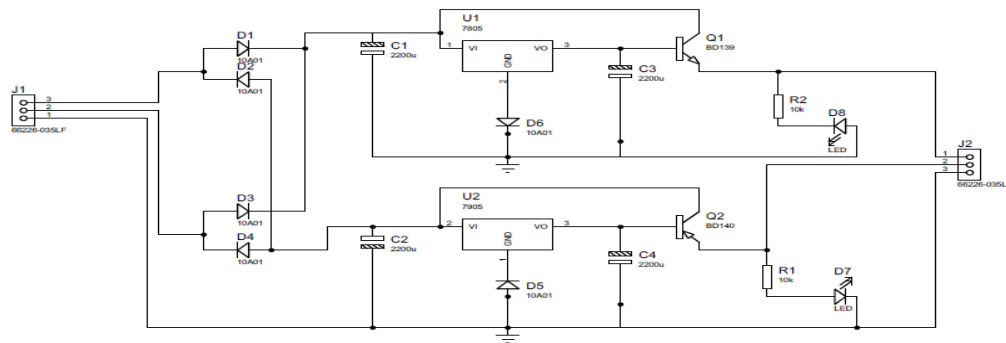 J1
3
2
1
66226-035LF
D1
10A01
D2
10A01
D3
10A01
D4
10A01
C1
2200u
U1
7805
1
VI
VO
3
GND
2
D6
10A01
C3
2200u
Q1
BD139
R2
10k
D8
LED
J2
1
2
3
66226-035L
C2
2200u
U2
7905
2
VI
VO
3
GND
1
D5
10A01
C4
2200u
Q2
BD140
R1
10k
D7
LED